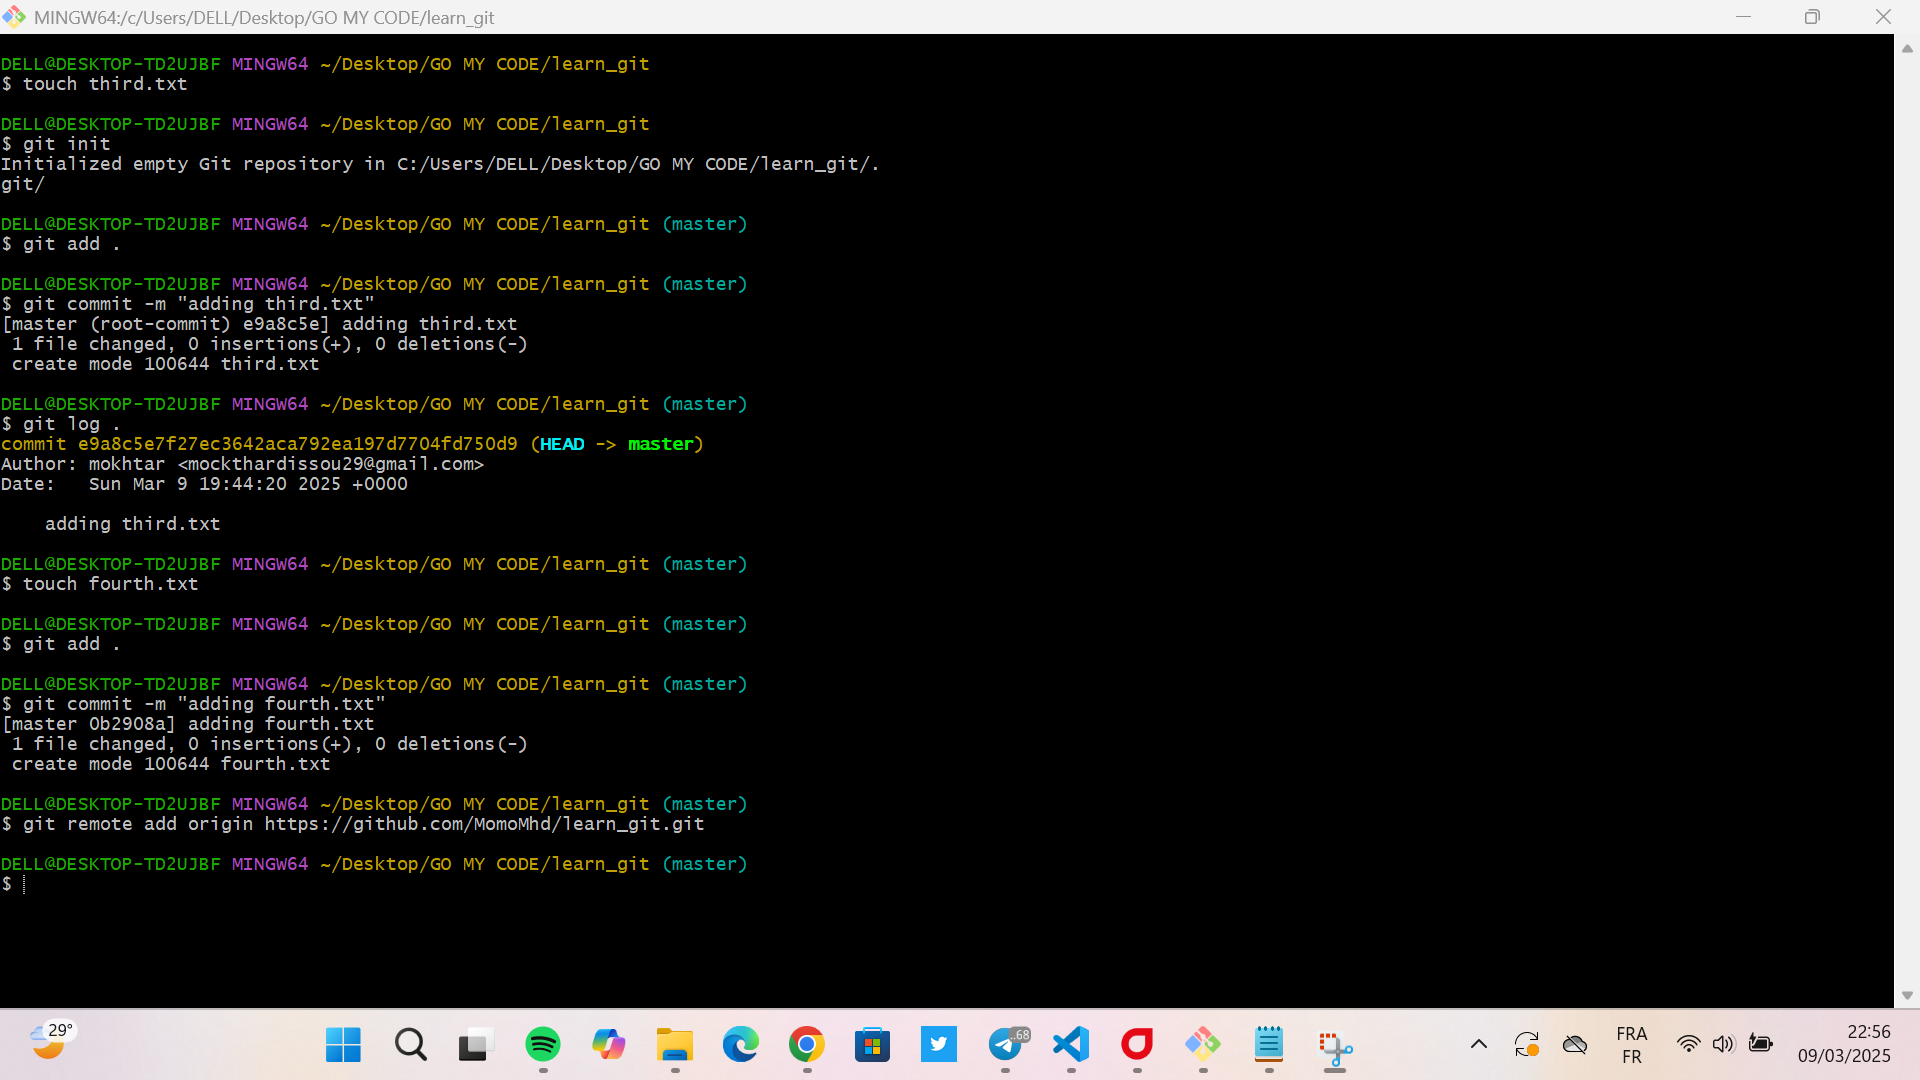 MINGW64:/c/Users/DELL/Desktop/GO MY CODE/learn_git
DELL@DESKTOP-TD2UJBF MINGW64 ~/Desktop/GO MY CODE/learn_git
$ touch third.txt
DELL@DESKTOP-TD2UJBF MINGW64 ~/Desktop/GO MY CODE/learn_git
$ git init
Initialized empty Git repository in C:/Users/DELL/Desktop/GO MY CODE/learn_git/.
git/
DELL@DESKTOP-TD2UJBF MINGW64 ~/Desktop/GO MY CODE/learn_git (master)
$ git add .
DELL@DESKTOP-TD2UJBF MINGW64 ~/Desktop/GO MY CODE/learn_git (master)
$ git commit -m "adding third.txt"
[master (root-commit) e9a8c5e] adding third.txt
 1 file changed, 0 insertions(+), 0 deletions(-)
 create mode 100644 third.txt
DELL@DESKTOP-TD2UJBF MINGW64 ~/Desktop/GO MY CODE/learn_git (master)
$ git log .
commit e9a8c5e7f27ec3642aca792ea197d7704fd750d9 (HEAD -> master)
Author: mokhtar <mockthardissou29@gmail.com>
Date:   Sun Mar 9 19:44:20 2025 +0000
    adding third.txt
DELL@DESKTOP-TD2UJBF MINGW64 ~/Desktop/GO MY CODE/learn_git (master)
$ touch fourth.txt
DELL@DESKTOP-TD2UJBF MINGW64 ~/Desktop/GO MY CODE/learn_git (master)
$ git add .
DELL@DESKTOP-TD2UJBF MINGW64 ~/Desktop/GO MY CODE/learn_git (master)
$ git commit -m "adding fourth.txt"
[master 0b2908a] adding fourth.txt
 1 file changed, 0 insertions(+), 0 deletions(-)
 create mode 100644 fourth.txt
DELL@DESKTOP-TD2UJBF MINGW64 ~/Desktop/GO MY CODE/learn_git (master)
$ git remote add origin https://github.com/MomoMhd/learn_git.git
DELL@DESKTOP-TD2UJBF MINGW64 ~/Desktop/GO MY CODE/learn_git (master)
$
29°
..68
FRA
FR
22:56
09/03/2025